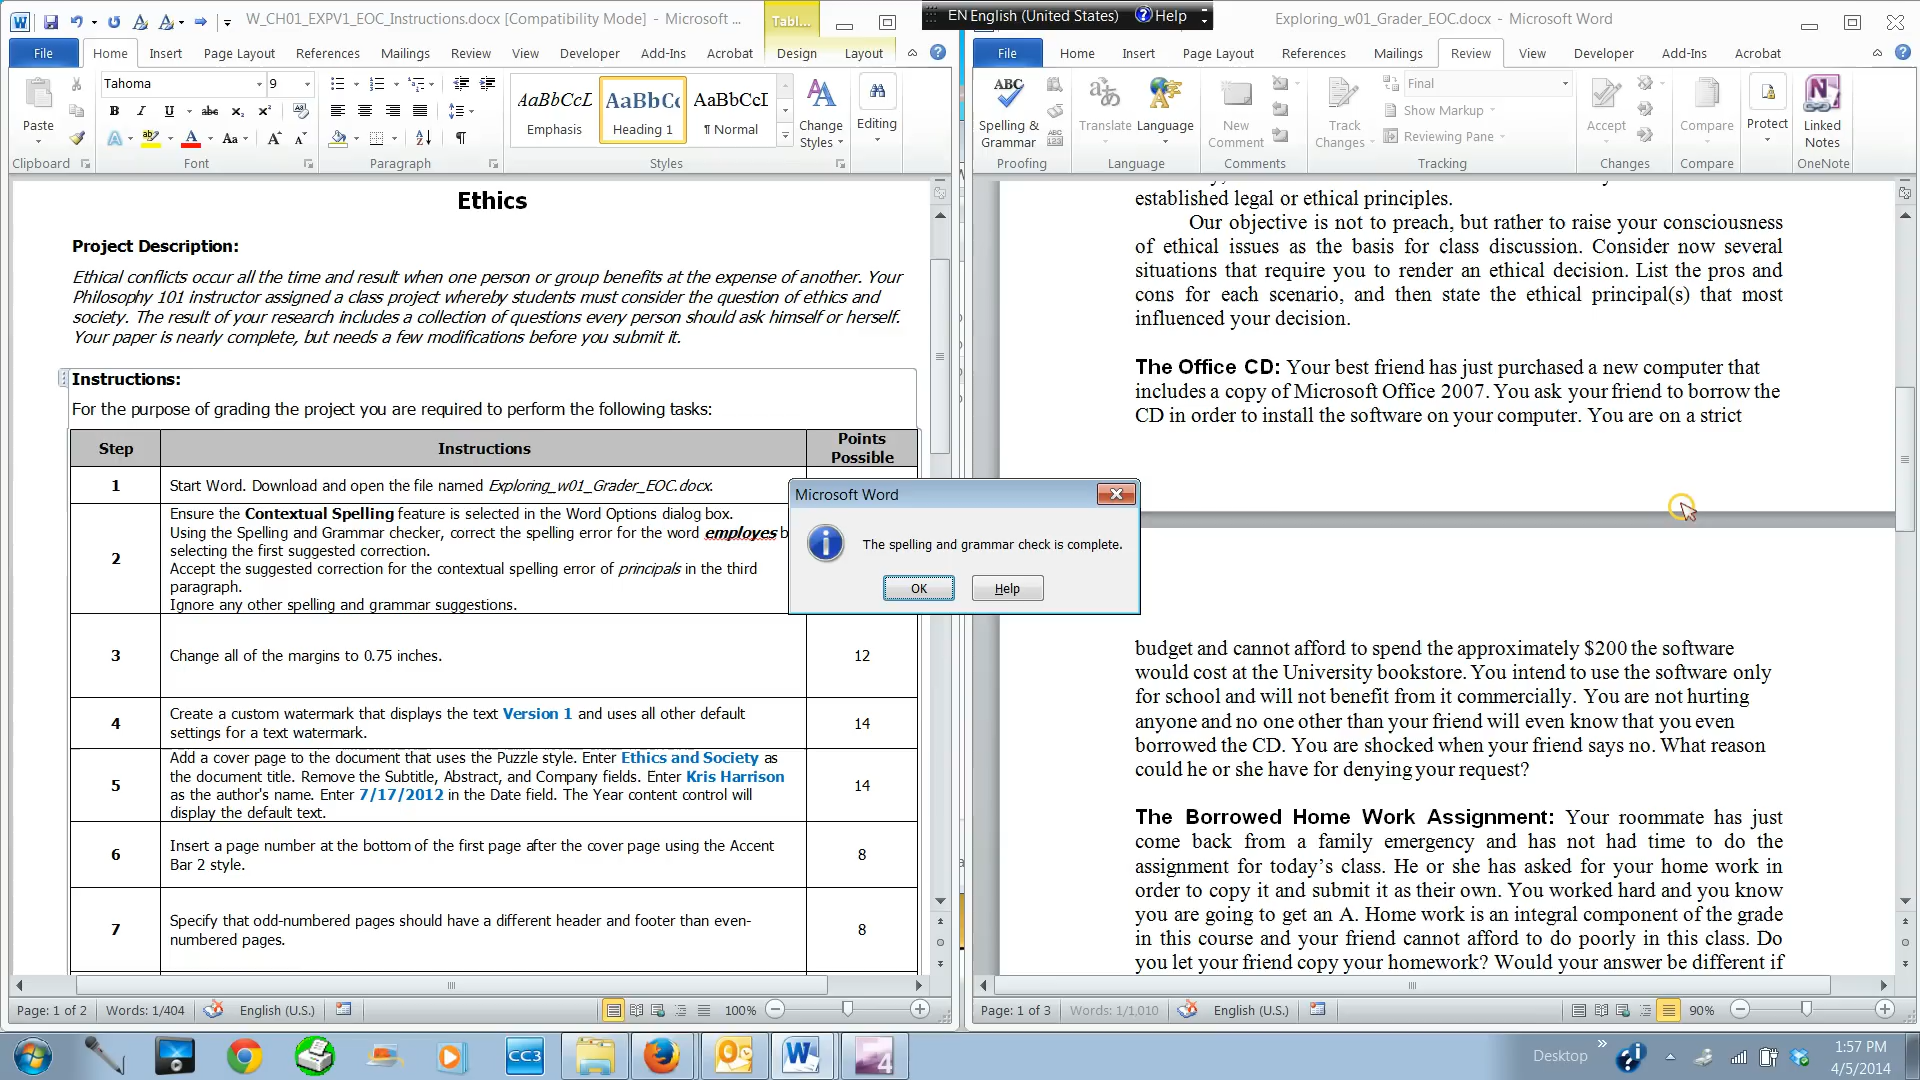 W_CH01_EXPV1_EOC_Instructions.docx [Compatibility Mode] - Microsoft ...
Tabl...
EN English (United States) Help
Exploring_w01_Grader_EOC.docx - Microsoft Word
File Home Insert Page Layout References Mailings Review View Developer Add-Ins Acrobat Design Layout
File Home Insert Page Layout References Mailings Review View Developer Add-Ins Acrobat
Tahoma 9
Paste
Clipboard
Font
Paragraph
AaBbCcL AaBbCc AaBbCcI
Emphasis Heading 1 ¶ Normal
Change Styles
Styles
Editing
ABC
Spelling & Grammar
Proofing
Translate Language
Language
New Comment
Comments
Track Changes
Final
Show Markup
Reviewing Pane
Tracking
Accept
Changes
Compare
Compare
Protect
Linked Notes
OneNote
Ethics
Project Description:
Ethical conflicts occur all the time and result when one person or group benefits at the expense of another. Your
Philosophy 101 instructor assigned a class project whereby students must consider the question of ethics and
society. The result of your research includes a collection of questions every person should ask himself or herself.
Your paper is nearly complete, but needs a few modifications before you submit it.
Instructions:
For the purpose of grading the project you are required to perform the following tasks:
Step Instructions Points Possible
1 Start Word. Download and open the file named Exploring_w01_Grader_EOC.docx.
2
Ensure the Contextual Spelling feature is selected in the Word Options dialog box.
Using the Spelling and Grammar checker, correct the spelling error for the word employes b
selecting the first suggested correction.
Accept the suggested correction for the contextual spelling error of principals in the third
paragraph.
Ignore any other spelling and grammar suggestions.
3 Change all of the margins to 0.75 inches. 12
4
Create a custom watermark that displays the text Version 1 and uses all other default
settings for a text watermark.
14
5
Add a cover page to the document that uses the Puzzle style. Enter Ethics and Society as
the document title. Remove the Subtitle, Abstract, and Company fields. Enter Kris Harrison
as the author's name. Enter 7/17/2012 in the Date field. The Year content control will
display the default text.
14
6
Insert a page number at the bottom of the first page after the cover page using the Accent
Bar 2 style.
8
7
Specify that odd-numbered pages should have a different header and footer than even-
numbered pages.
8
Microsoft Word
The spelling and grammar check is complete.
OK Help
established legal or ethical principles.
Our objective is not to preach, but rather to raise your consciousness
of ethical issues as the basis for class discussion. Consider now several
situations that require you to render an ethical decision. List the pros and
cons for each scenario, and then state the ethical principal(s) that most
influenced your decision.
The Office CD: Your best friend has just purchased a new computer that
includes a copy of Microsoft Office 2007. You ask your friend to borrow the
CD in order to install the software on your computer. You are on a strict
budget and cannot afford to spend the approximately $200 the software
would cost at the University bookstore. You intend to use the software only
for school and will not benefit from it commercially. You are not hurting
anyone and no one other than your friend will even know that you even
borrowed the CD. You are shocked when your friend says no. What reason
could he or she have for denying your request?
The Borrowed Home Work Assignment: Your roommate has just
come back from a family emergency and has not had time to do the
assignment for today’s class. He or she has asked for your home work in
order to copy it and submit it as their own. You worked hard and you know
you are going to get an A. Home work is an integral component of the grade
in this course and your friend cannot afford to do poorly in this class. Do
you let your friend copy your homework? Would your answer be different if
Page: 1 of 2 Words: 1/404 English (U.S.) 100%
Page: 1 of 3 Words: 1/1,010 English (U.S.) 90%
CC3
4
Desktop
1:57 PM
4/5/2014